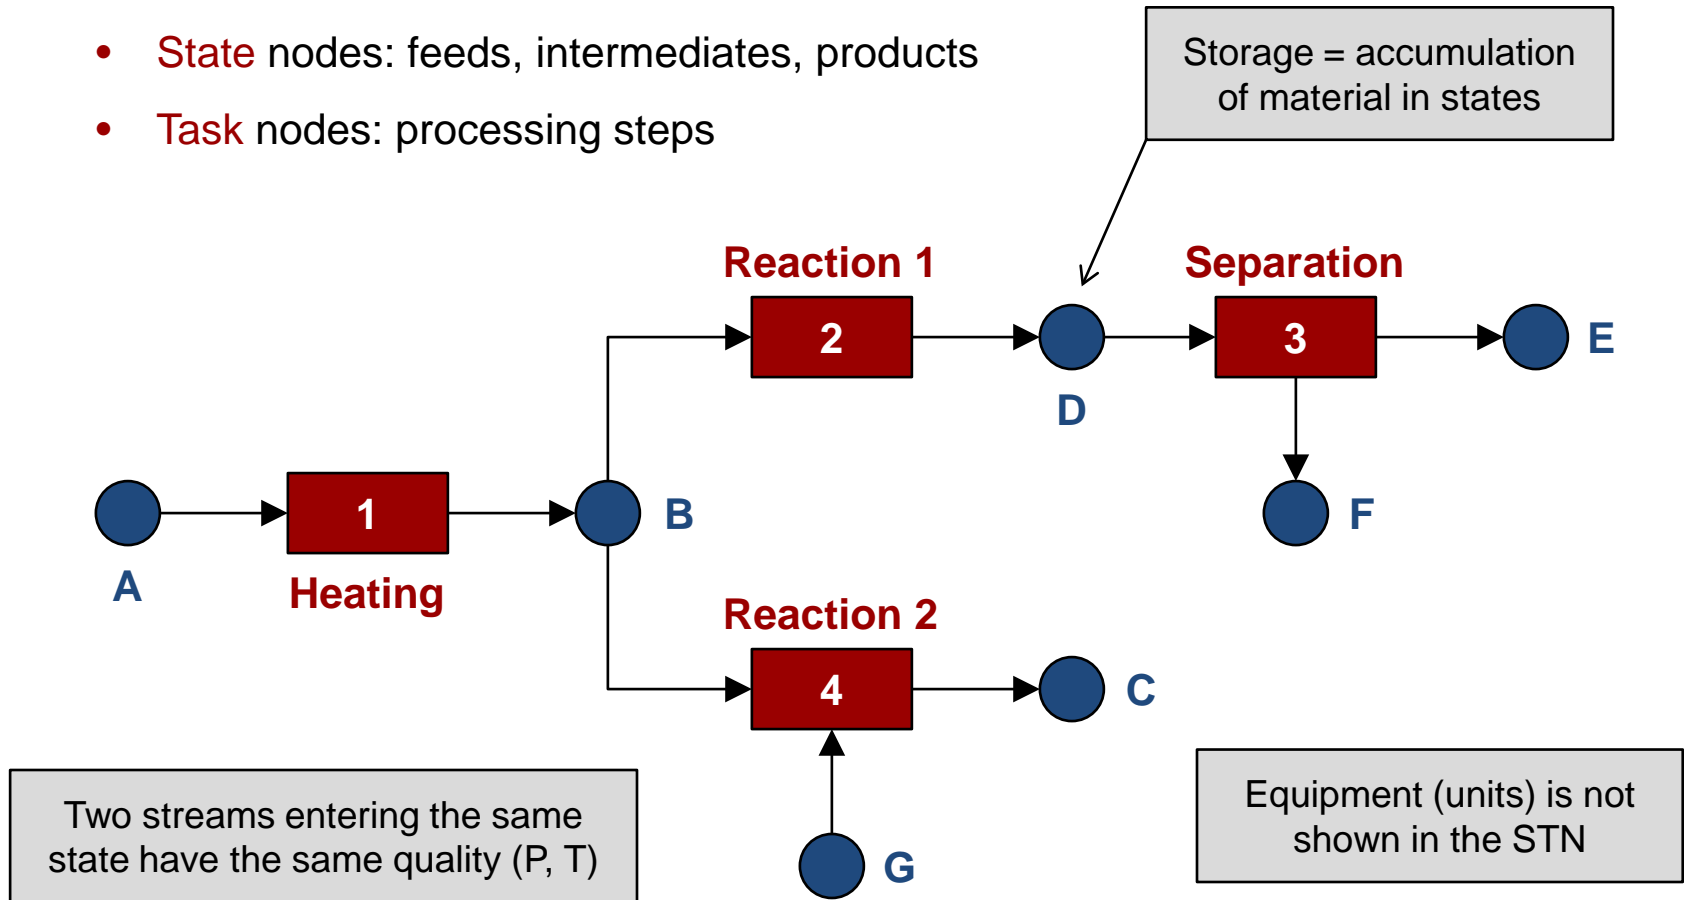 • State nodes: feeds, intermediates, products
• Task nodes: processing steps
Storage = accumulation
of material in states
Reaction 1
Separation
2
3
E
D
1
B
F
A
Heating
Reaction 2
4
C
Two streams entering the same
state have the same quality (P, T)
G
Equipment (units) is not
shown in the STN